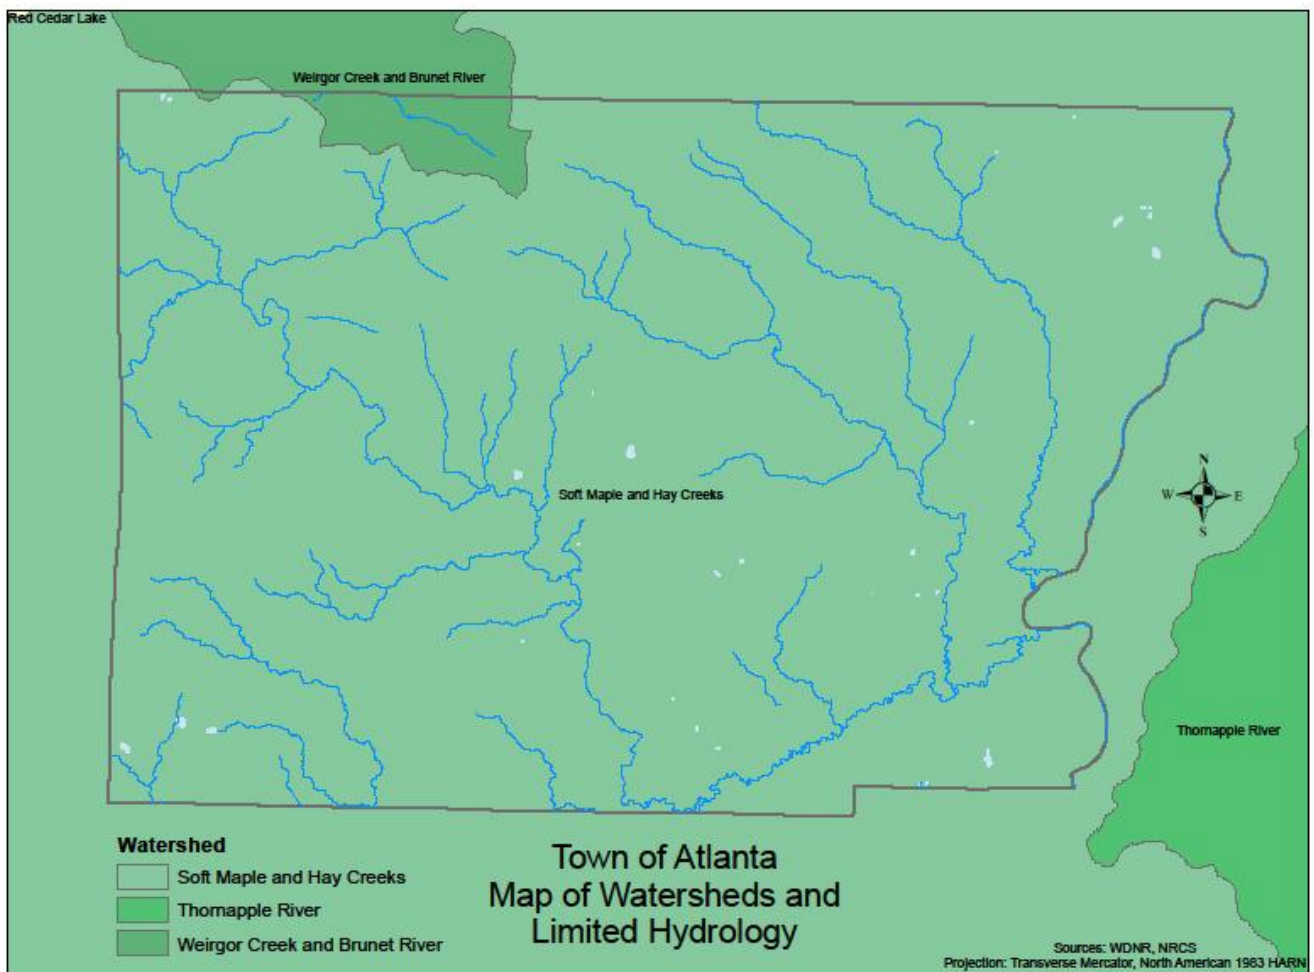 Red Cedar Lake
Weirgor Creek and Brunet River
N
W
E
S
Soft Maple and Hay Creeks
Thornapple River
Watershed
Soft Maple and Hay Creeks
Thornapple River
Weirgor Creek and Brunet River
Town of Atlanta
Map of Watersheds and
Limited Hydrology
Sources: WDNR, NRCS
Projection: Transverse Mercator, North American 1983 HARN